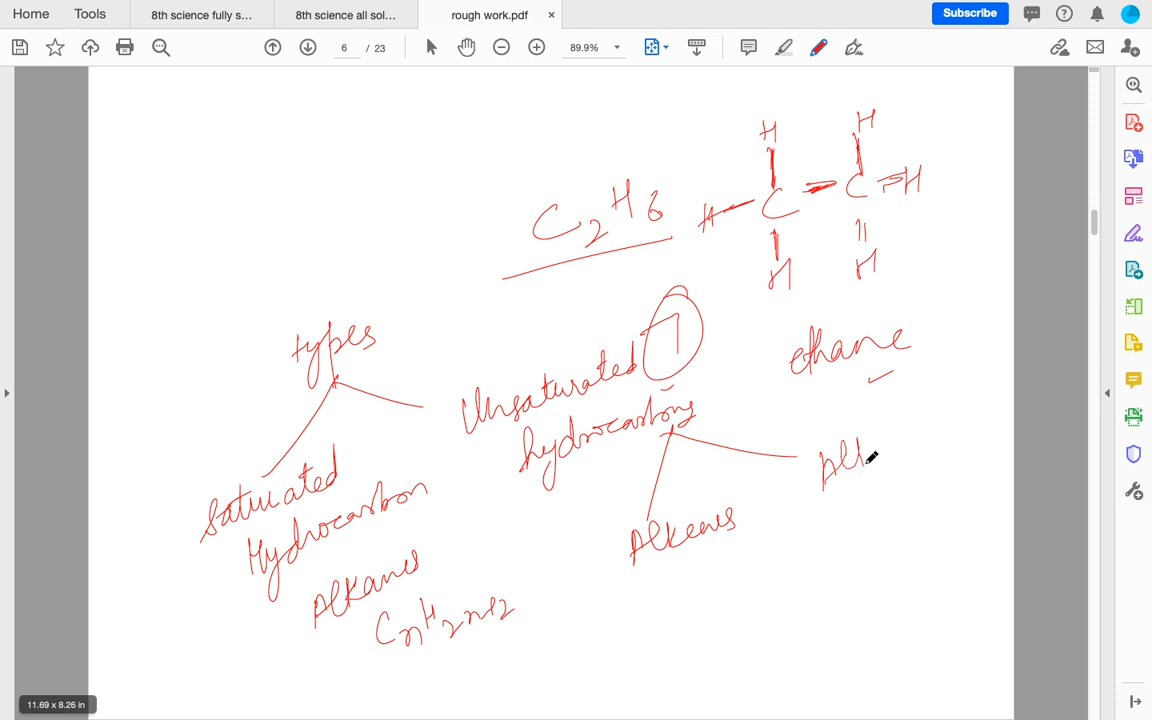 Home Tools 8th science fully s... 8th science all sol... rough work.pdf × Subscribe
6 / 23 89.9%
H H
C2H6 H C C H
H H
types
Unsaturated
hydrocarbons
ethane
Saturated
Hydrocarbon
Alkanes
CnH2n+2
Alkenes
Alk
11.69 x 8.26 in